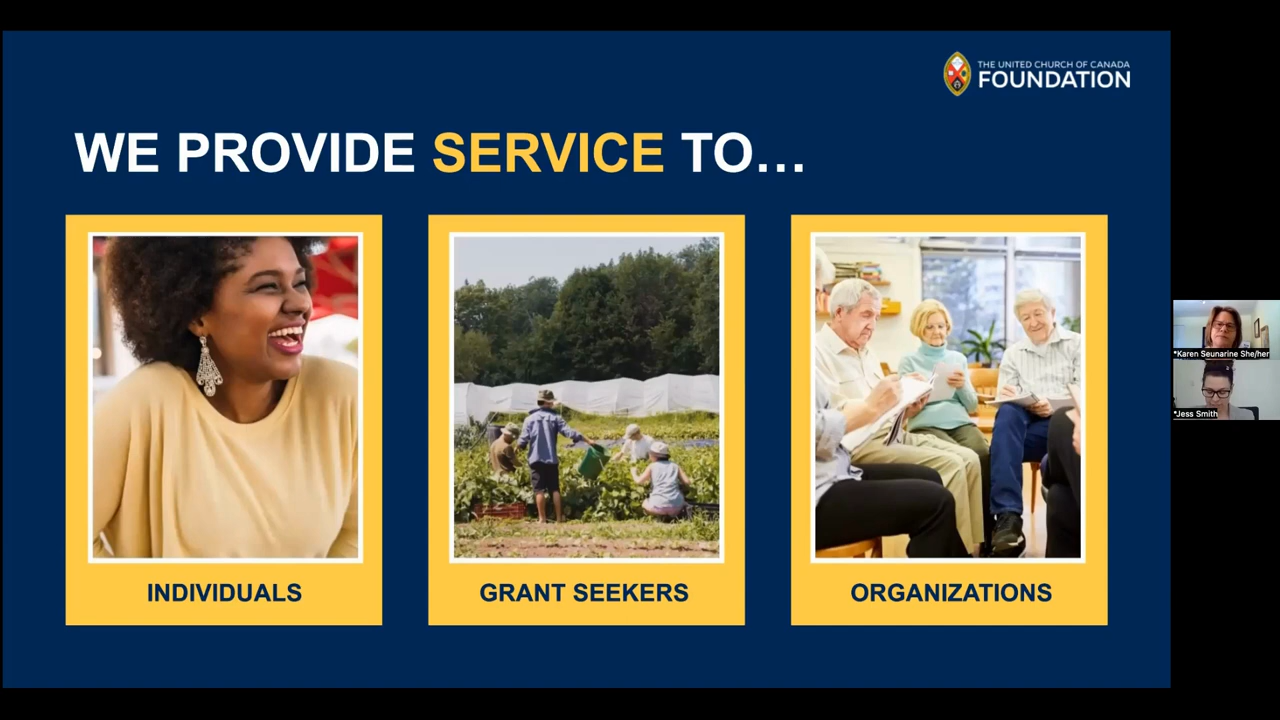 THE UNITED CHURCH OF CANADA
FOUNDATION
WE PROVIDE SERVICE TO…
INDIVIDUALS
GRANT SEEKERS
ORGANIZATIONS
*Karen Seunarine She/her
*Jess Smith